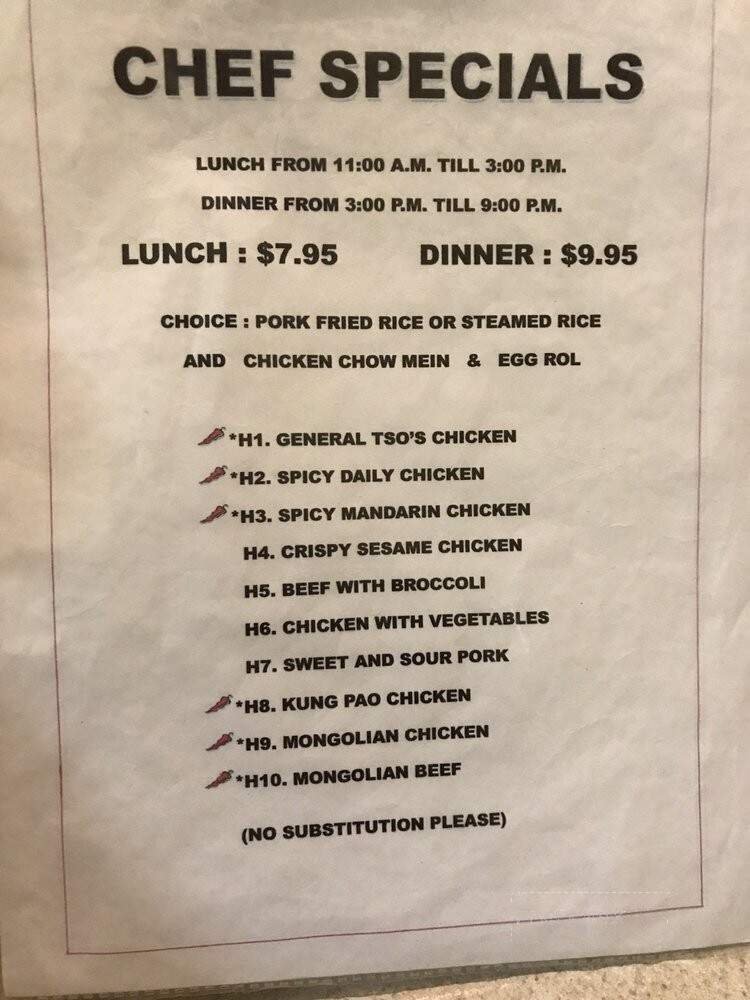 CHEF SPECIALS
LUNCH FROM 11:00 A.M. TILL 3:00 P.M.
DINNER FROM 3:00 P.M. TILL 9:00 P.M.
LUNCH : $7.95 DINNER : $9.95
CHOICE : PORK FRIED RICE OR STEAMED RICE
AND CHICKEN CHOW MEIN & EGG ROL
*H1. GENERAL TSO'S CHICKEN
*H2. SPICY DAILY CHICKEN
*H3. SPICY MANDARIN CHICKEN
H4. CRISPY SESAME CHICKEN
H5. BEEF WITH BROCCOLI
H6. CHICKEN WITH VEGETABLES
H7. SWEET AND SOUR PORK
*H8. KUNG PAO CHICKEN
*H9. MONGOLIAN CHICKEN
*H10. MONGOLIAN BEEF
(NO SUBSTITUTION PLEASE)